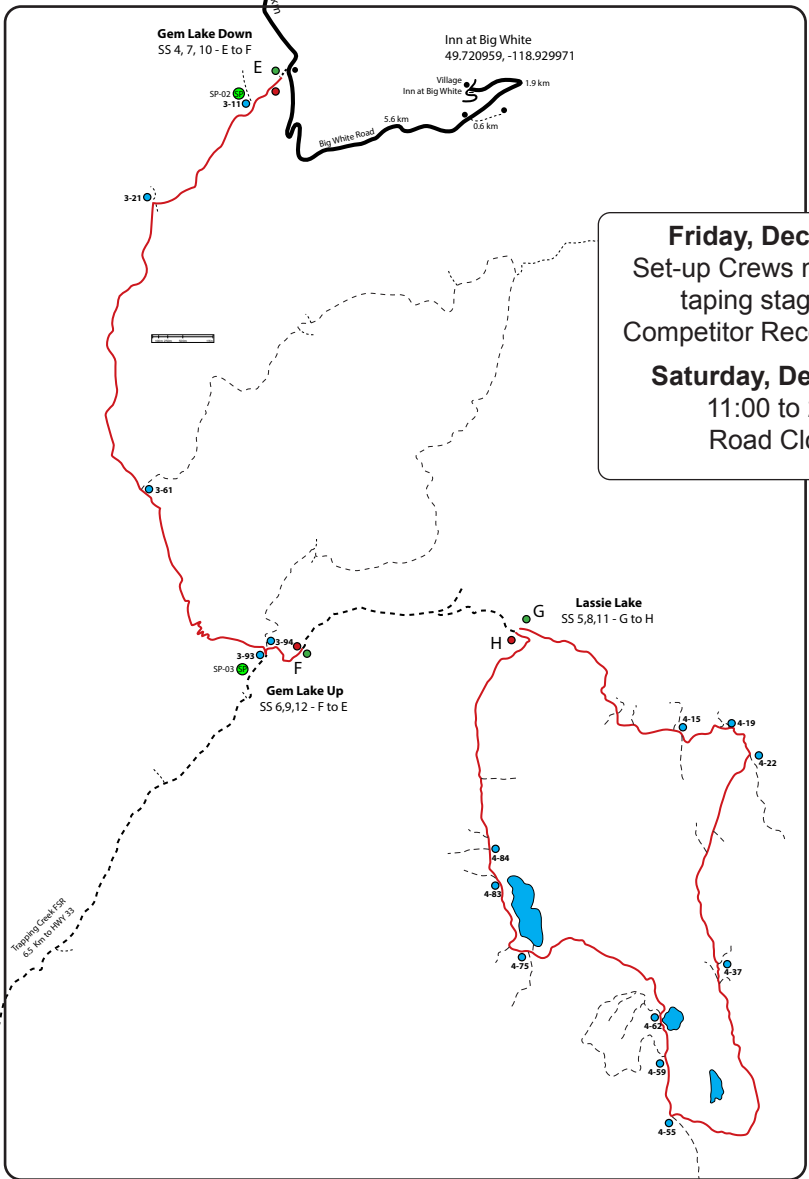 km
Gem Lake Down
SS 4, 7, 10 - E to F
E
SP-02
SP
3-11
Inn at Big White
49.720959, -118.929971
Village
Inn at Big White
1.9 km
5.6 km
0.6 km
Big White Road
3-21
Friday, Dec
Set-up Crews
taping stag
Competitor Rec
Saturday, De
11:00 to
Road Clo
3-61
G
Lassie Lake
SS 5,8,11 - G to H
H
3-94
3-93
F
SP-03
SP
Gem Lake Up
SS 6,9,12 - F to E
4-15
4-19
4-22
4-84
4-83
Trapping Creek FSR
6.5 Km to HWY 33
4-75
4-37
4-62
4-59
4-55